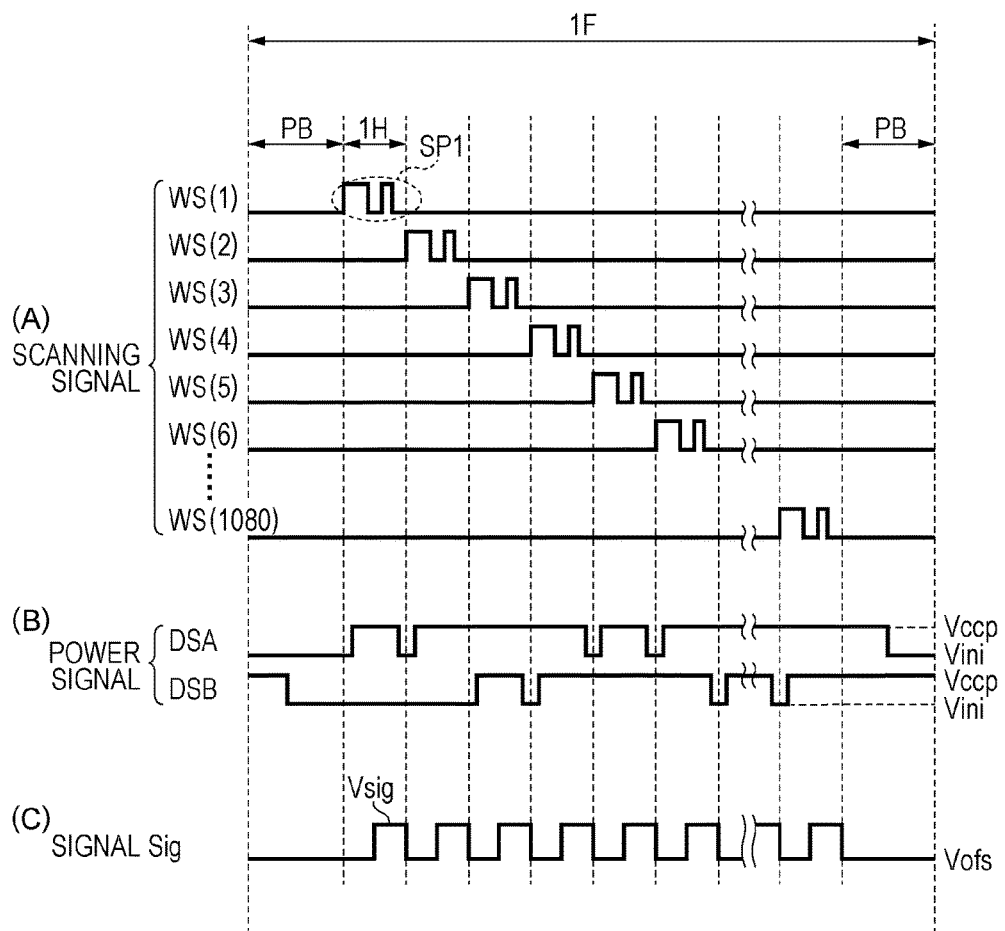 1F
PB
1H
PB
SP1
WS(1)
WS(2)
WS(3)
(A)
SCANNING
SIGNAL
WS(4)
WS(5)
WS(6)
WS(1080)
(B)
POWER
SIGNAL
DSA
Vccp
Vini
DSB
Vccp
Vini
Vsig
(C)
SIGNAL Sig
Vofs